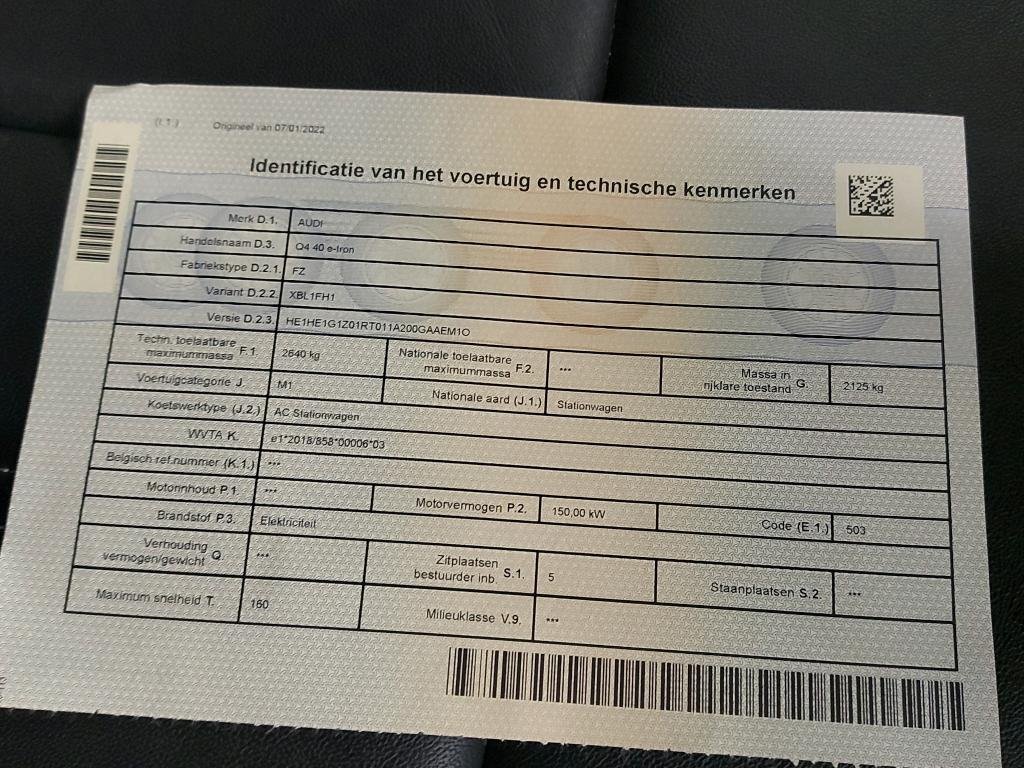 (I.1.) Origineel van 07/01/2022
Identificatie van het voertuig en technische kenmerken
Merk D.1. AUDI
Handelsnaam D.3. Q4 40 e-tron
Fabriekstype D.2.1. FZ
Variant D.2.2. XBL1FH1
Versie D.2.3. HE1HE1G1Z01RT011A200GAAEM1O
Techn. toelaatbare maximummassa F.1. 2640 kg Nationale toelaatbare maximummassa F.2. *** Massa in rijklare toestand G. 2125 kg
Voertuigcategorie J. M1 Nationale aard (J.1.) Stationwagen
Koetswerktype (J.2.) AC Stationwagen
WVTA K. e1*2018/858*00006*03
Belgisch ref.nummer (K.1.) ***
Motorinhoud P.1. *** Motorvermogen P.2. 150,00 kW Code (E.1.) 503
Brandstof P.3. Elektriciteit
Verhouding vermogen/gewicht Q. *** Zitplaatsen bestuurder inb. S.1. 5 Staanplaatsen S.2. ***
Maximum snelheid T. 160 Milieuklasse V.9. ***